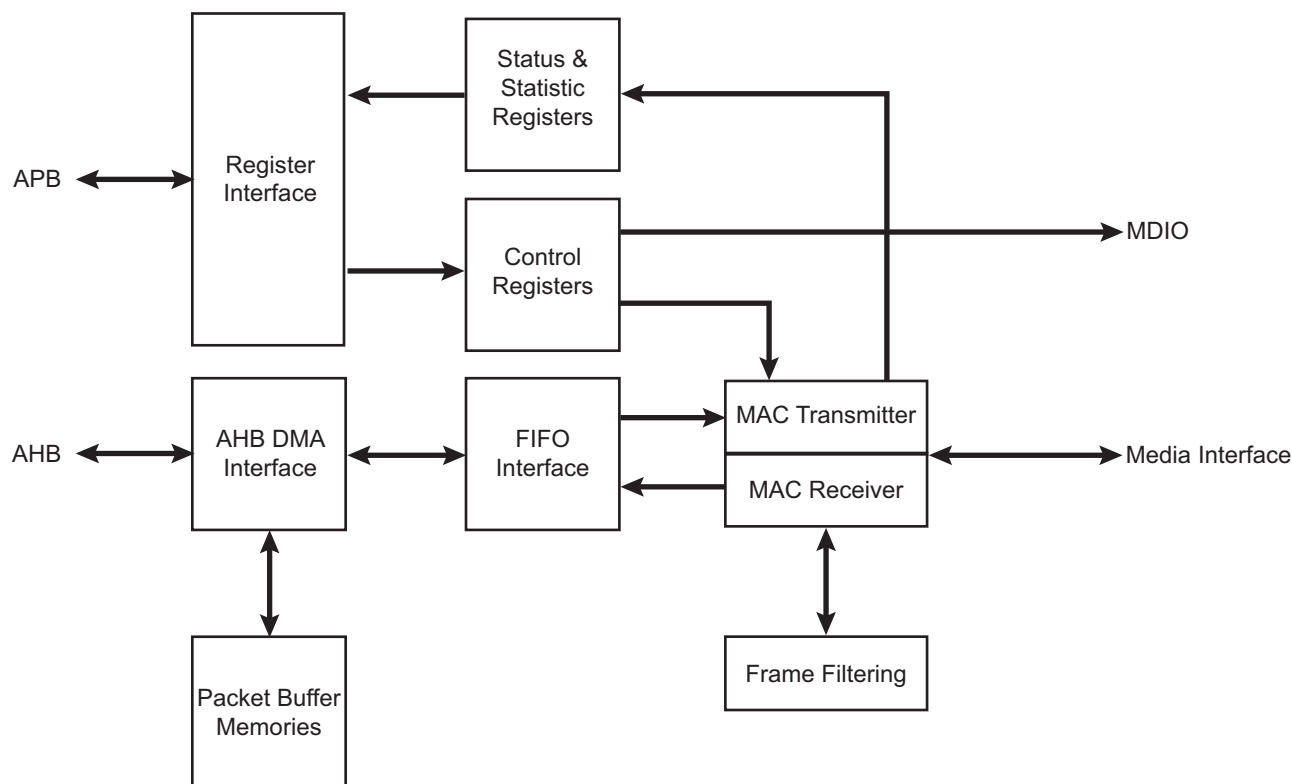 Status &
Statistic
Registers
APB
Register
Interface
MDIO
Control
Registers
MAC Transmitter
AHB
AHB DMA
Interface
FIFO
Interface
Media Interface
MAC Receiver
Packet Buffer
Memories
Frame Filtering